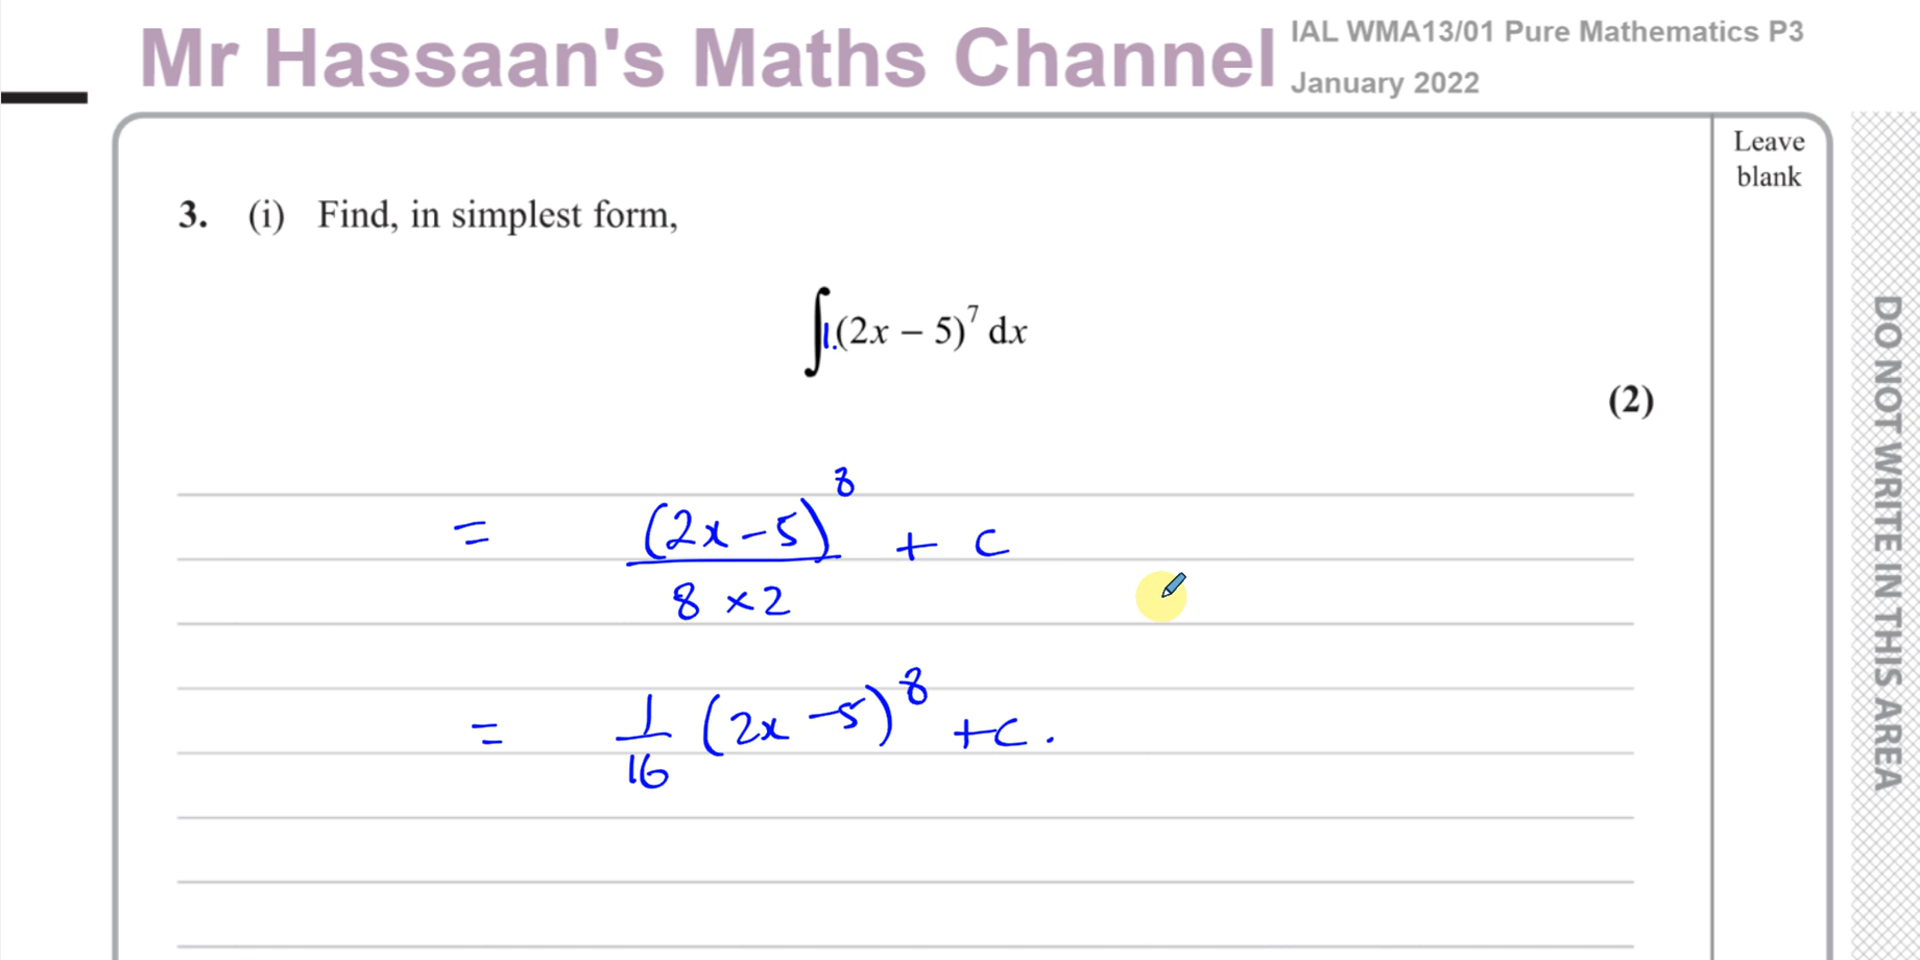 Mr Hassaan's Maths Channel
IAL WMA13/01 Pure Mathematics P3
January 2022
Leave
blank
3. (i) Find, in simplest form,
∫1.(2x − 5)⁷ dx
(2)
= (2x−5)⁸ / 8×2 + c
= 1/16 (2x−5)⁸ +c.
DO NOT WRITE IN THIS AREA